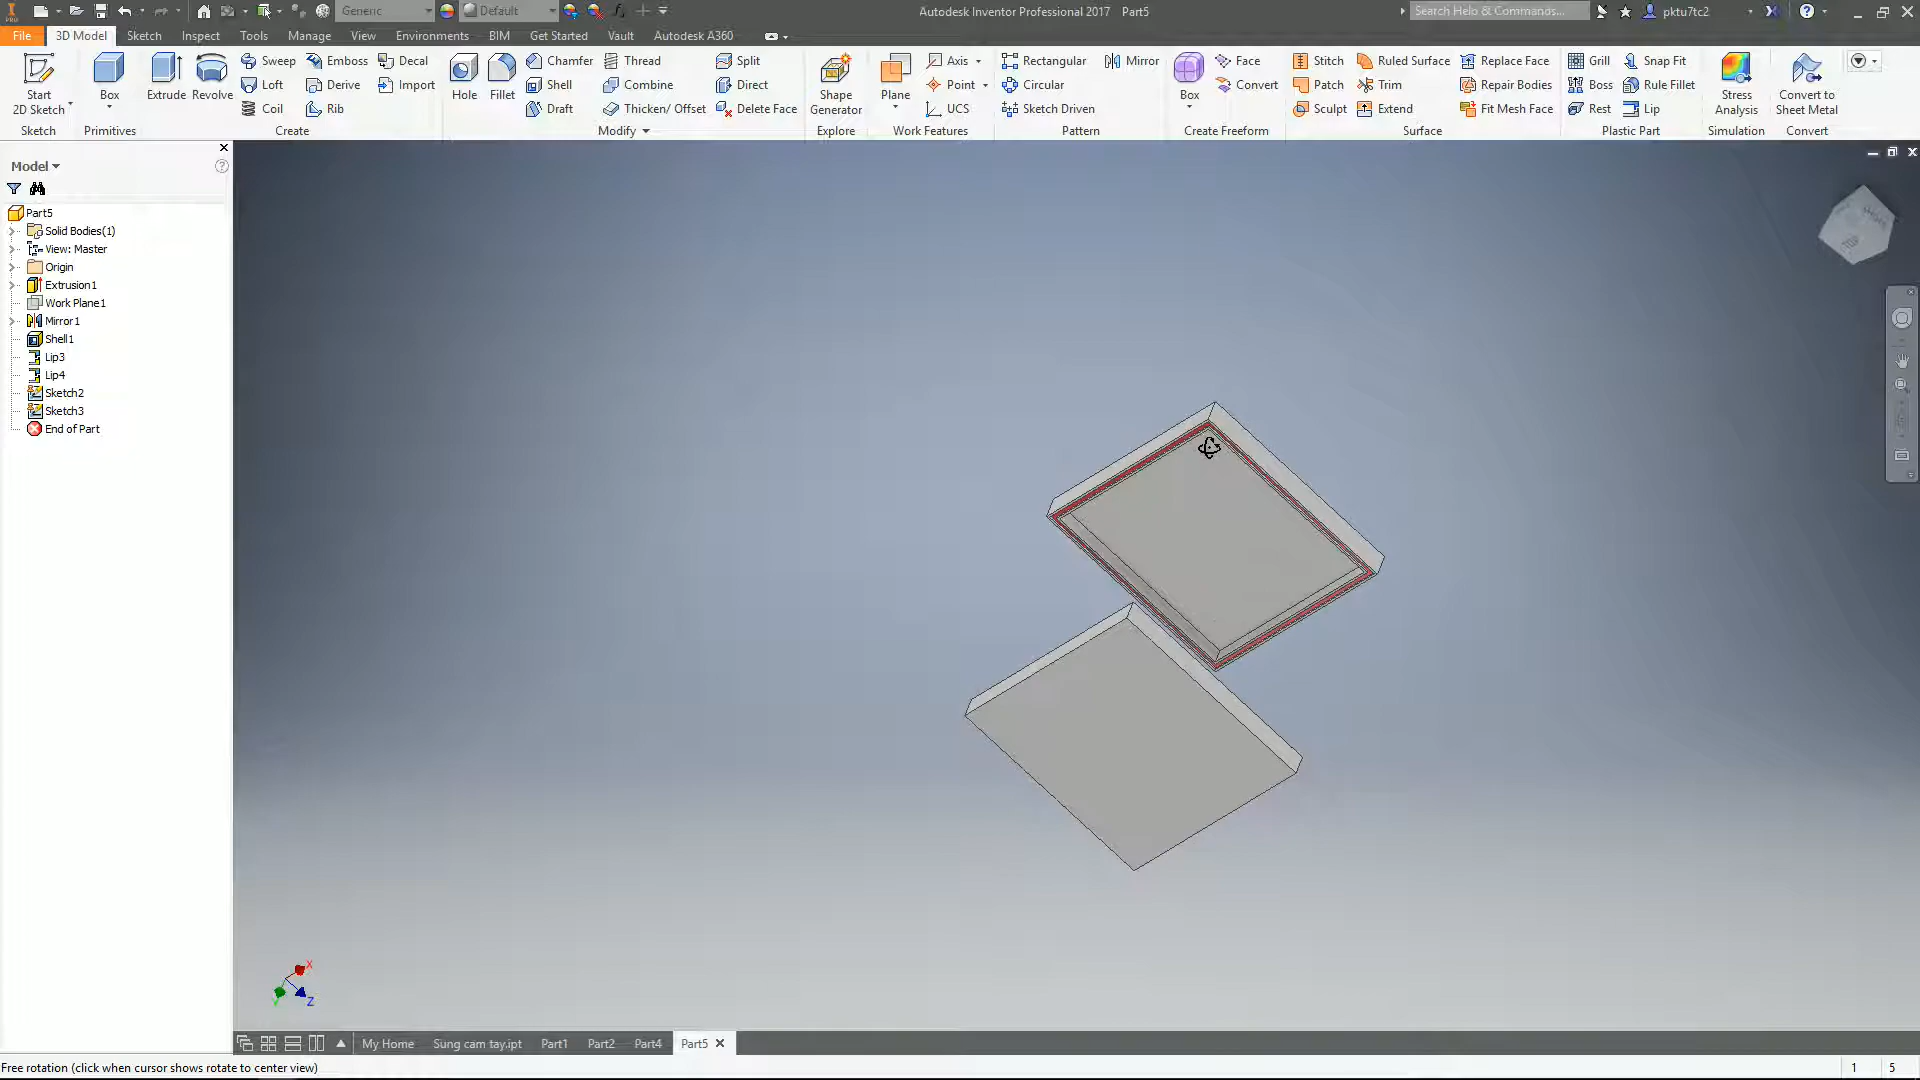 PRO
Generic
Default
Autodesk Inventor Professional 2017 Part5
Search Help & Commands...
pktu7tc2
File 3D Model Sketch Inspect Tools Manage View Environments BIM Get Started Vault Autodesk A360
Start
2D Sketch
Sketch
Box
Primitives
Extrude
Revolve
Sweep
Loft
Coil
Emboss
Derive
Rib
Decal
Import
Create
Hole
Fillet
Chamfer
Shell
Draft
Thread
Combine
Thicken/ Offset
Split
Direct
Delete Face
Modify
Shape
Generator
Explore
Plane
Axis
Point
UCS
Work Features
Rectangular
Circular
Sketch Driven
Mirror
Pattern
Box
Face
Convert
Create Freeform
Stitch
Patch
Sculpt
Ruled Surface
Trim
Extend
Replace Face
Repair Bodies
Fit Mesh Face
Surface
Grill
Boss
Rest
Snap Fit
Rule Fillet
Lip
Plastic Part
Stress
Analysis
Simulation
Convert to
Sheet Metal
Convert
Model
Part5
Solid Bodies(1)
View: Master
Origin
Extrusion1
Work Plane1
Mirror1
Shell1
Lip3
Lip4
Sketch2
Sketch3
End of Part
TOP
X
Y
Z
My Home Sung cam tay.ipt Part1 Part2 Part4 Part5
Free rotation (click when cursor shows rotate to center view)
1 5